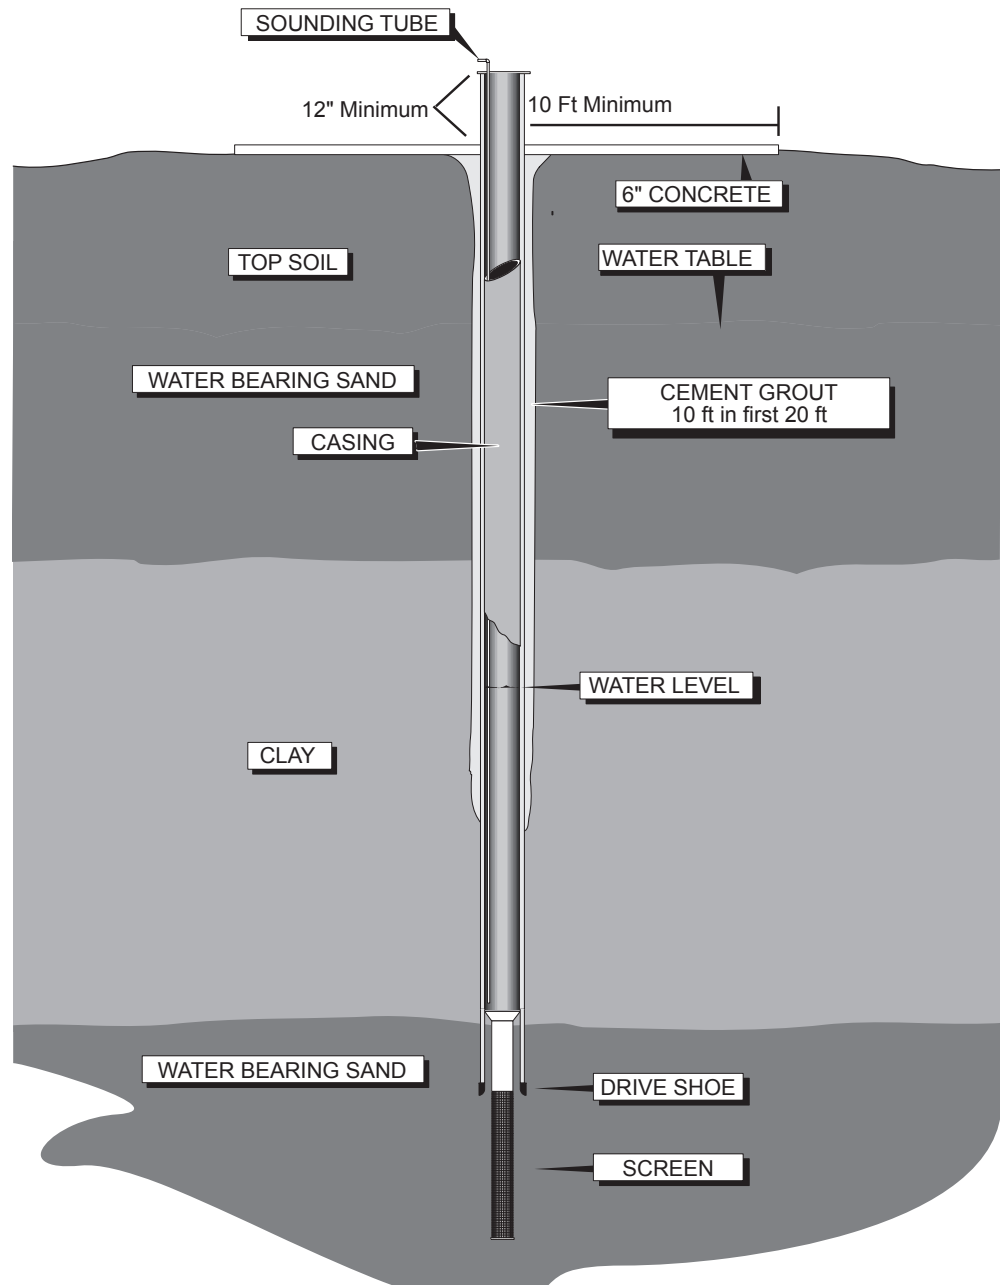 SOUNDING TUBE
12" Minimum
10 Ft Minimum
6" CONCRETE
TOP SOIL
WATER TABLE
WATER BEARING SAND
CEMENT GROUT
10 ft in first 20 ft
CASING
WATER LEVEL
CLAY
WATER BEARING SAND
DRIVE SHOE
SCREEN